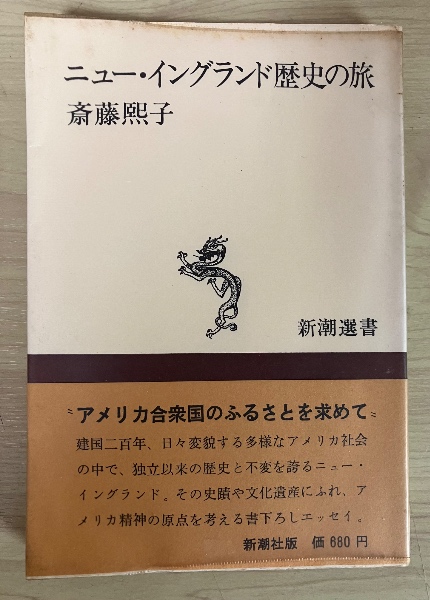 ニュー・イングランド歴史の旅
斎藤熙子
新潮選書
〝アメリカ合衆国のふるさとを求めて〟
建国二百年、日々変貌する多様なアメリカ社会
の中で、独立以来の歴史と不変を誇るニュー・
イングランド。その史蹟や文化遺産にふれ、ア
メリカ精神の原点を考える書下ろしエッセイ。
新潮社版 価680円